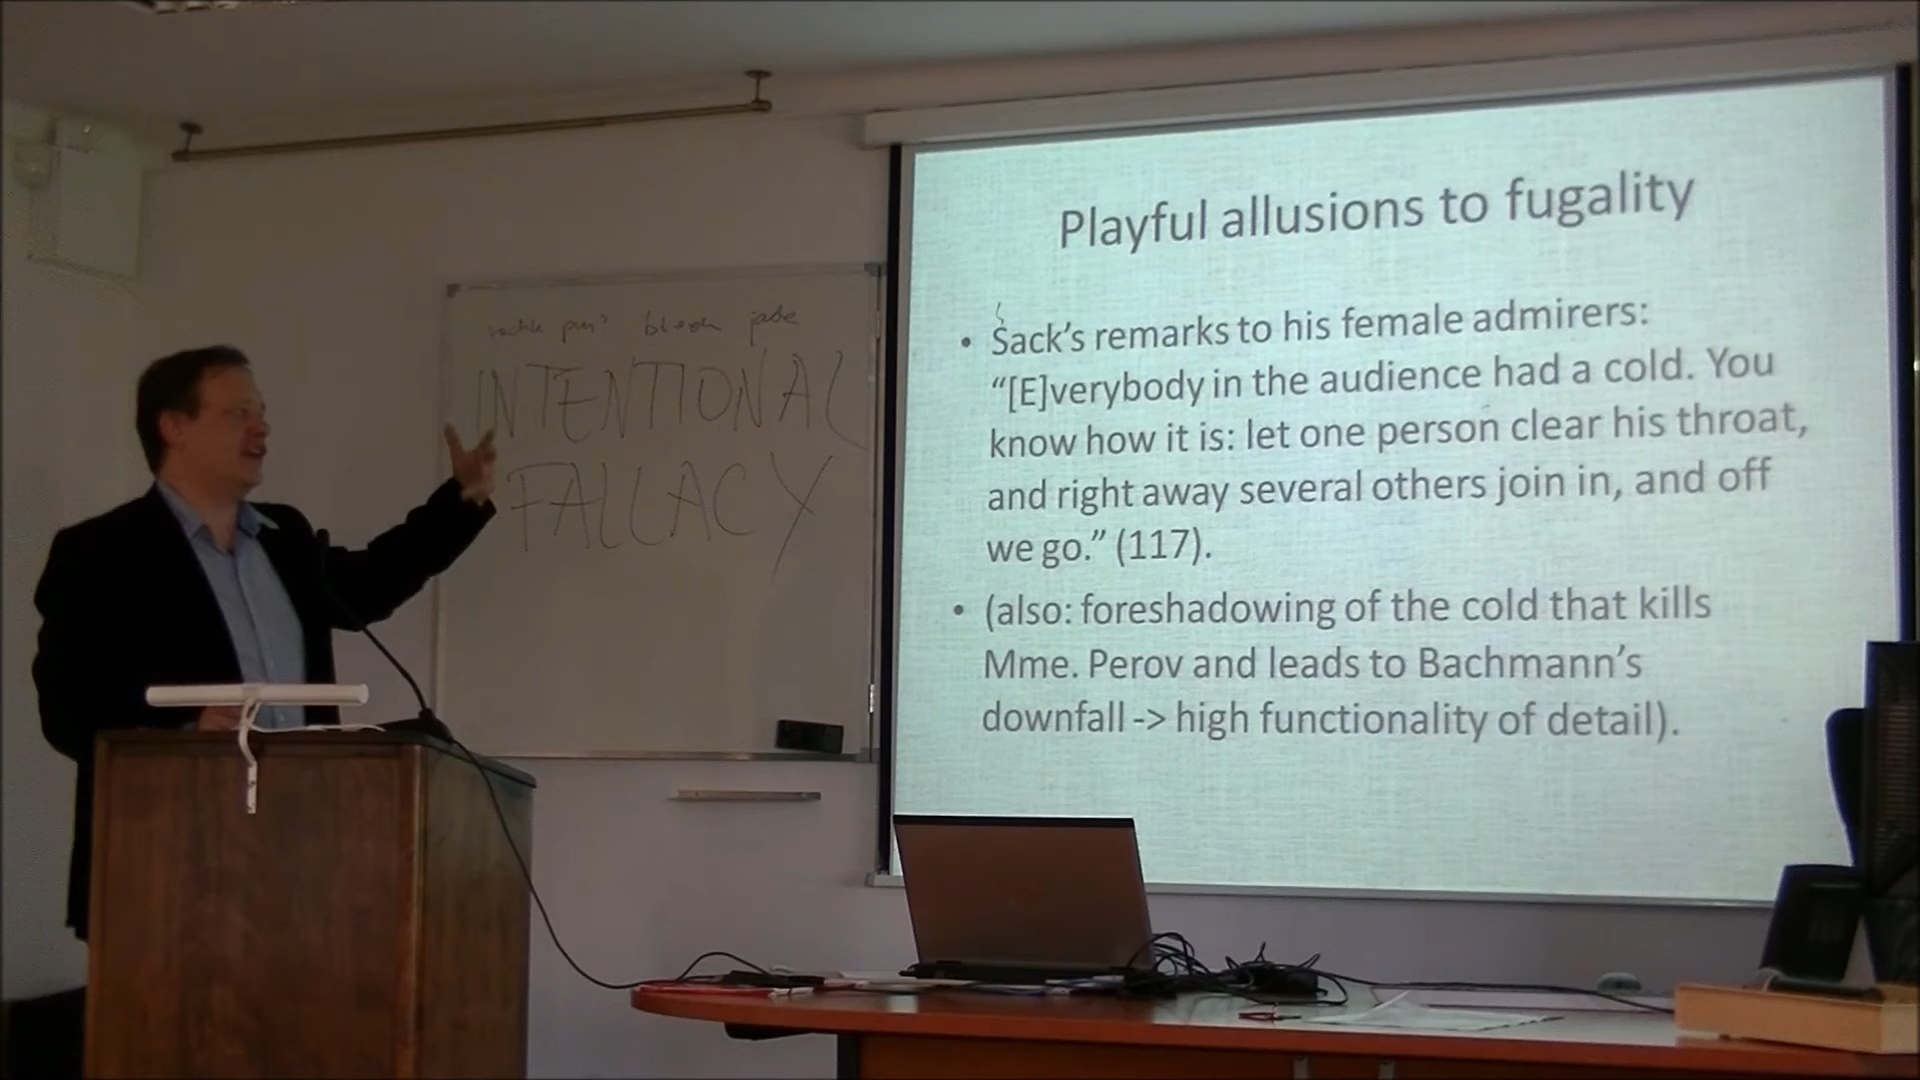 bloch jade
INTENTIONAL
FALLACY
Playful allusions to fugality
• Sack’s remarks to his female admirers:
“[E]verybody in the audience had a cold. You
know how it is: let one person clear his throat,
and right away several others join in, and off
we go.” (117).
• (also: foreshadowing of the cold that kills
Mme. Perov and leads to Bachmann’s
downfall -> high functionality of detail).